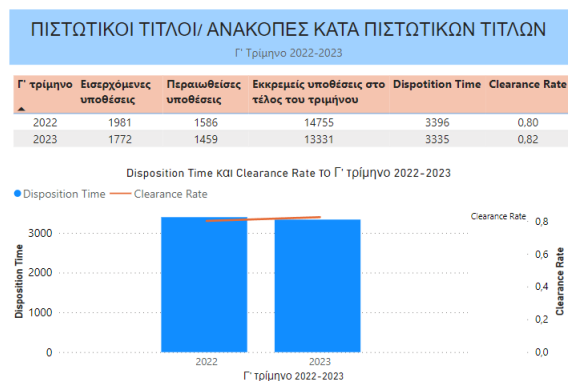 ΠΙΣΤΩΤΙΚΟΙ ΤΙΤΛΟΙ/ ΑΝΑΚΟΠΕΣ ΚΑΤΑ ΠΙΣΤΩΤΙΚΩΝ ΤΙΤΛΩΝ
Γ' Τρίμηνο 2022-2023
Γ' τρίμηνο Εισερχόμενες υποθέσεις Περαιωθείσες υποθέσεις Εκκρεμείς υποθέσεις στο τέλος του τριμήνου Dispotition Time Clearance Rate
2022 1981 1586 14755 3396 0,80
2023 1772 1459 13331 3335 0,82
Disposition Time και Clearance Rate το Γ' τρίμηνο 2022-2023
Disposition Time Clearance Rate
Clearance Rate
Disposition Time
3000
2000
1000
0
0,8
0,6
0,4
0,2
0,0
Clearance Rate
2022 2023
Γ' τρίμηνο 2022-2023